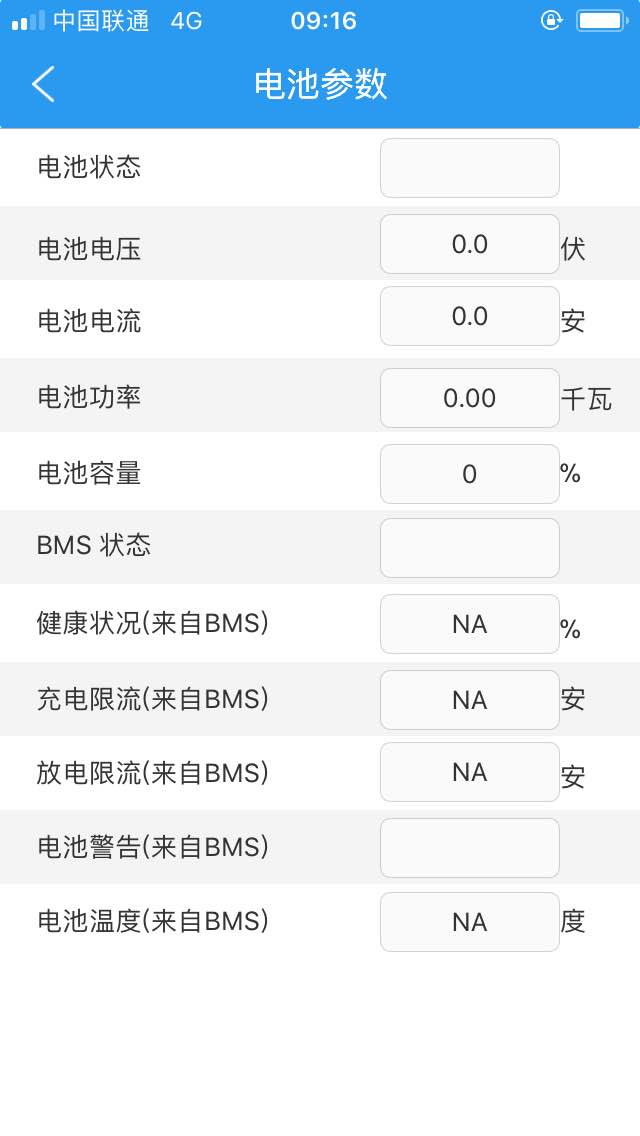 中国联通 4G 09:16
电池参数
电池状态
电池电压 0.0 伏
电池电流 0.0 安
电池功率 0.00 千瓦
电池容量 0 %
BMS 状态
健康状况(来自BMS) NA %
充电限流(来自BMS) NA 安
放电限流(来自BMS) NA 安
电池警告(来自BMS)
电池温度(来自BMS) NA 度